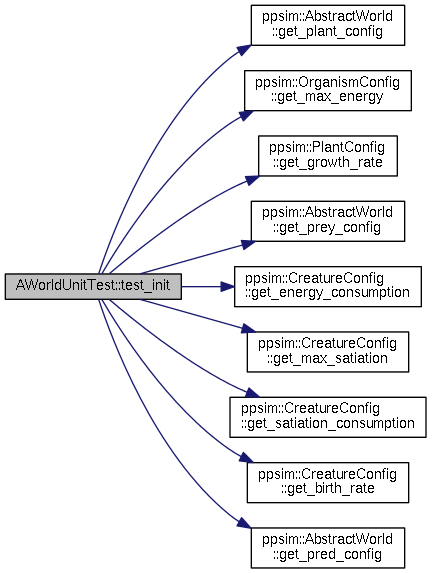 ppsim::AbstractWorld
::get_plant_config
ppsim::OrganismConfig
::get_max_energy
ppsim::PlantConfig
::get_growth_rate
ppsim::AbstractWorld
::get_prey_config
AWorldUnitTest::test_init
ppsim::CreatureConfig
::get_energy_consumption
ppsim::CreatureConfig
::get_max_satiation
ppsim::CreatureConfig
::get_satiation_consumption
ppsim::CreatureConfig
::get_birth_rate
ppsim::AbstractWorld
::get_pred_config